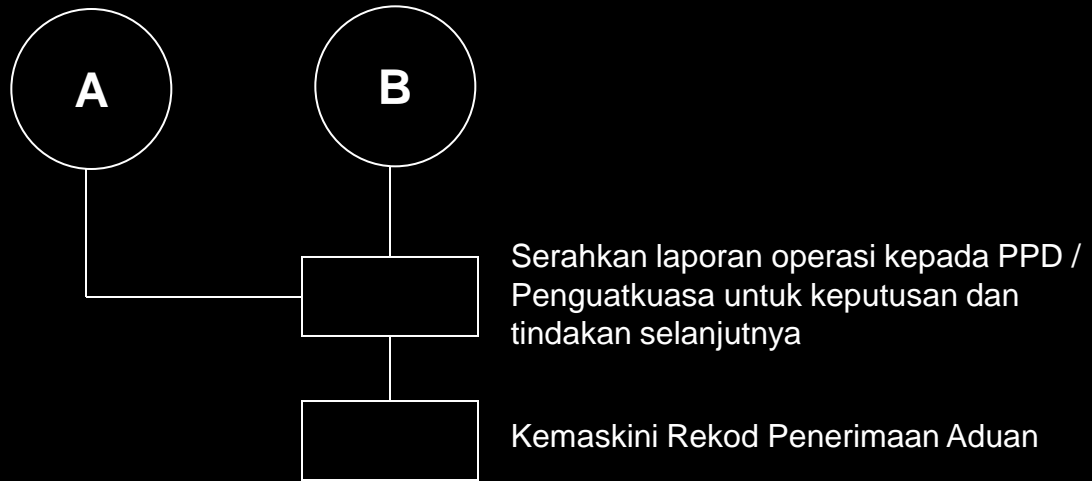 A
B
Serahkan laporan operasi kepada PPD /
Penguatkuasa untuk keputusan dan
tindakan selanjutnya
Kemaskini Rekod Penerimaan Aduan